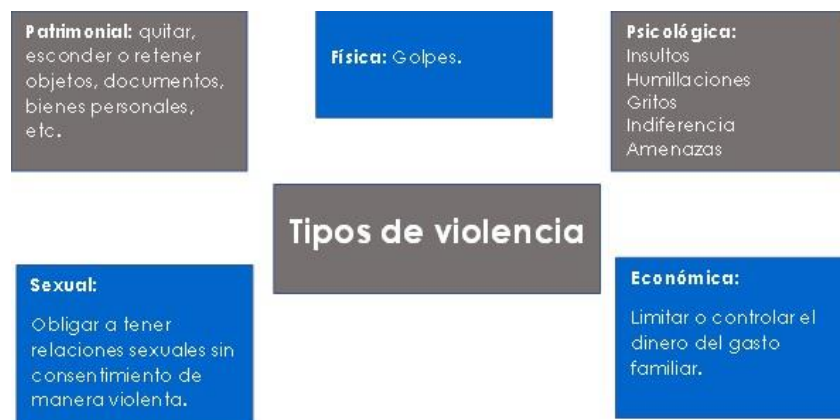 Patrimonial: quitar,
esconder o retener
objetos, documentos,
bienes personales,
etc.
Física: Golpes.
Psicológica:
Insultos
Humillaciones
Gritos
Indiferencia
Amenazas
Tipos de violencia
Sexual:
Obligar a tener
relaciones sexuales sin
consentimiento de
manera violenta.
Económica:
Limitar o controlar el
dinero del gasto
familiar.